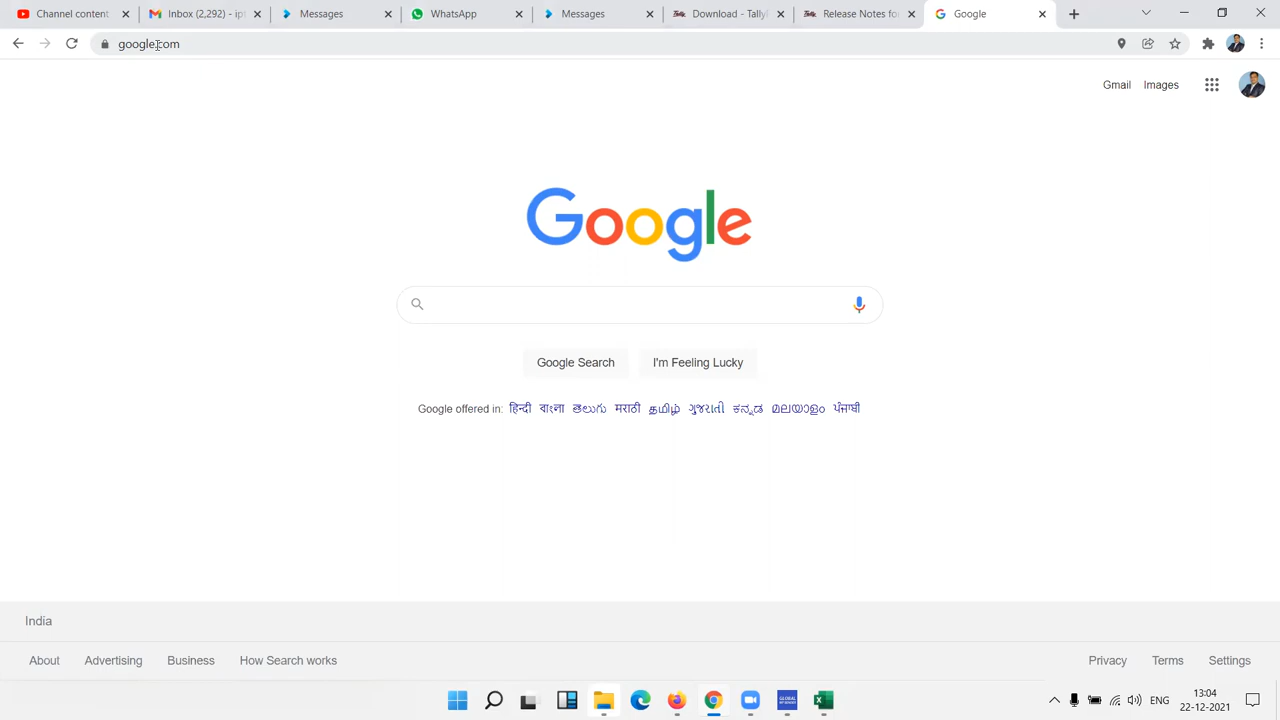 Channel content
Inbox (2,292) - ips
Messages
WhatsApp
Messages
Download - Tallyl
Release Notes fo
Google
google.com
Gmail Images
Google
Google Search I'm Feeling Lucky
Google offered in: हिन्दी বাংলা తెలుగు मराठी தமிழ் ગુજરાતી ಕನ್ನಡ മലയാളം ਪੰਜਾਬੀ
India
About Advertising Business How Search works Privacy Terms Settings
ENG 13:04
22-12-2021